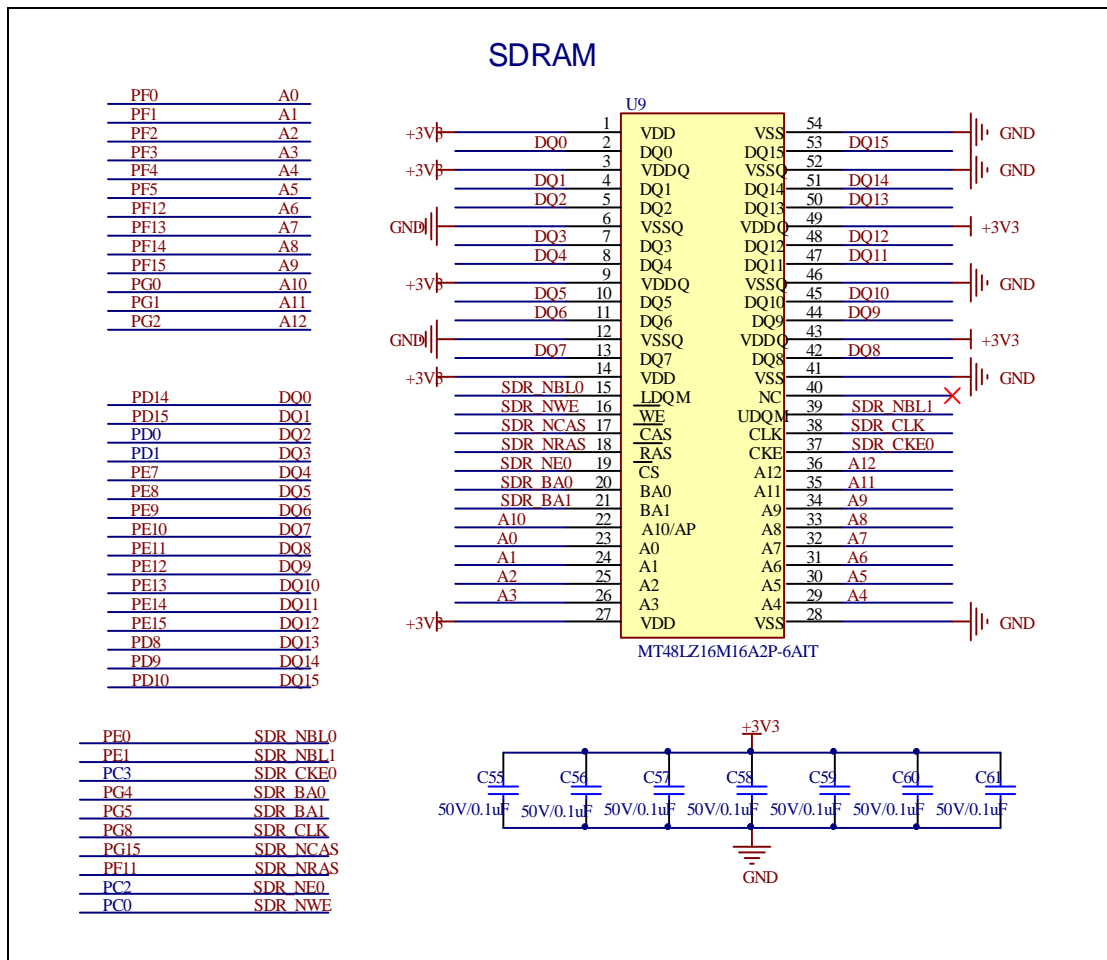 SDRAM
PF0 A0
PF1 A1
PF2 A2
PF3 A3
PF4 A4
PF5 A5
PF12 A6
PF13 A7
PF14 A8
PF15 A9
PG0 A10
PG1 A11
PG2 A12
PD14 DQ0
PD15 DQ1
PD0 DQ2
PD1 DQ3
PE7 DQ4
PE8 DQ5
PE9 DQ6
PE10 DQ7
PE11 DQ8
PE12 DQ9
PE13 DQ10
PE14 DQ11
PE15 DQ12
PD8 DQ13
PD9 DQ14
PD10 DQ15
PE0 SDR_NBL0
PE1 SDR_NBL1
PC3 SDR_CKE0
PG4 SDR_BA0
PG5 SDR_BA1
PG8 SDR_CLK
PG15 SDR_NCAS
PF11 SDR_NRAS
PC2 SDR_NE0
PC0 SDR_NWE
U9
+3V3 1 VDD VSS 54 GND
DQ0 2 DQ0 DQ15 53 DQ15
+3V3 3 VDDQ VSSQ 52 GND
DQ1 4 DQ1 DQ14 51 DQ14
DQ2 5 DQ2 DQ13 50 DQ13
GND 6 VSSQ VDDQ 49 +3V3
DQ3 7 DQ3 DQ12 48 DQ12
DQ4 8 DQ4 DQ11 47 DQ11
+3V3 9 VDDQ VSSQ 46 GND
DQ5 10 DQ5 DQ10 45 DQ10
DQ6 11 DQ6 DQ9 44 DQ9
GND 12 VSSQ VDDQ 43 +3V3
DQ7 13 DQ7 DQ8 42 DQ8
+3V3 14 VDD VSS 41 GND
SDR_NBL0 15 LDQM NC 40
SDR_NWE 16 WE UDQM 39 SDR_NBL1
SDR_NCAS 17 CAS CLK 38 SDR_CLK
SDR_NRAS 18 RAS CKE 37 SDR_CKE0
SDR_NE0 19 CS A12 36 A12
SDR_BA0 20 BA0 A11 35 A11
SDR_BA1 21 BA1 A9 34 A9
A10 22 A10/AP A8 33 A8
A0 23 A0 A7 32 A7
A1 24 A1 A6 31 A6
A2 25 A2 A5 30 A5
A3 26 A3 A4 29 A4
+3V3 27 VDD VSS 28 GND
MT48LZ16M16A2P-6AIT
+3V3
C55 C56 C57 C58 C59 C60 C61
50V/0.1uF 50V/0.1uF 50V/0.1uF 50V/0.1uF 50V/0.1uF 50V/0.1uF 50V/0.1uF
GND